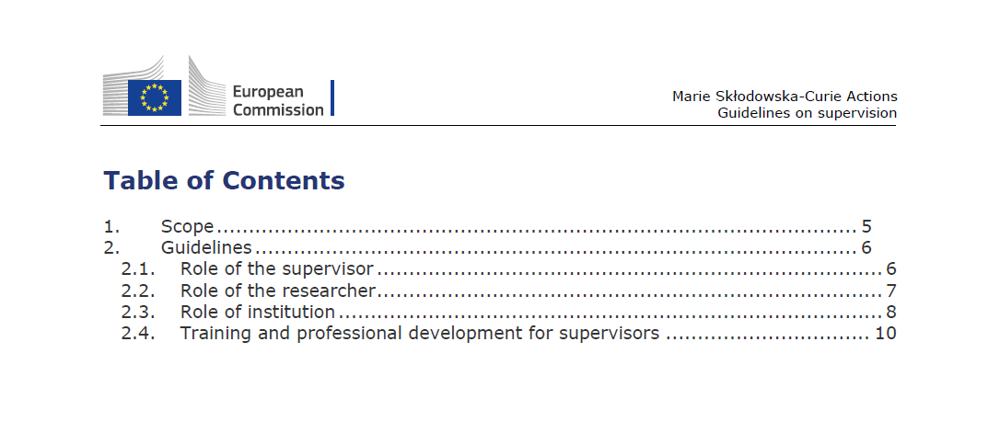 European
Commission
Marie Skłodowska-Curie Actions
Guidelines on supervision
Table of Contents
1. Scope................................................................................................... 5
2. Guidelines............................................................................................. 6
2.1. Role of the supervisor............................................................................... 6
2.2. Role of the researcher............................................................................... 7
2.3. Role of institution..................................................................................... 8
2.4. Training and professional development for supervisors ................................ 10